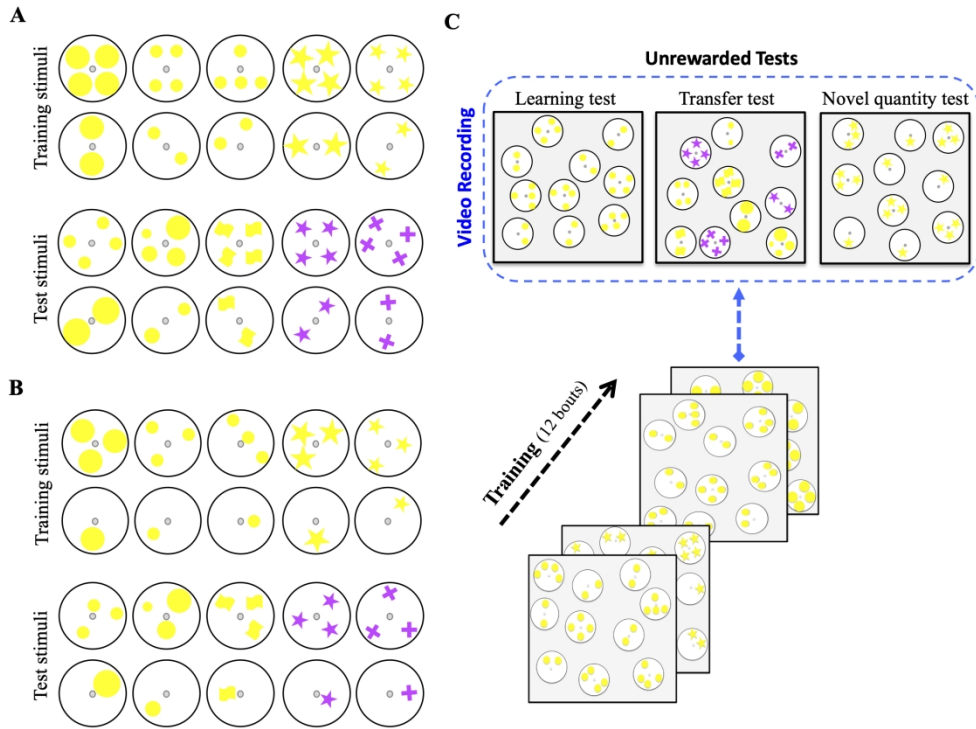 A
Training stimuli
Test stimuli
B
Training stimuli
Test stimuli
C
Unrewarded Tests
Video Recording
Learning test
Transfer test
Novel quantity test
Training (12 bouts)